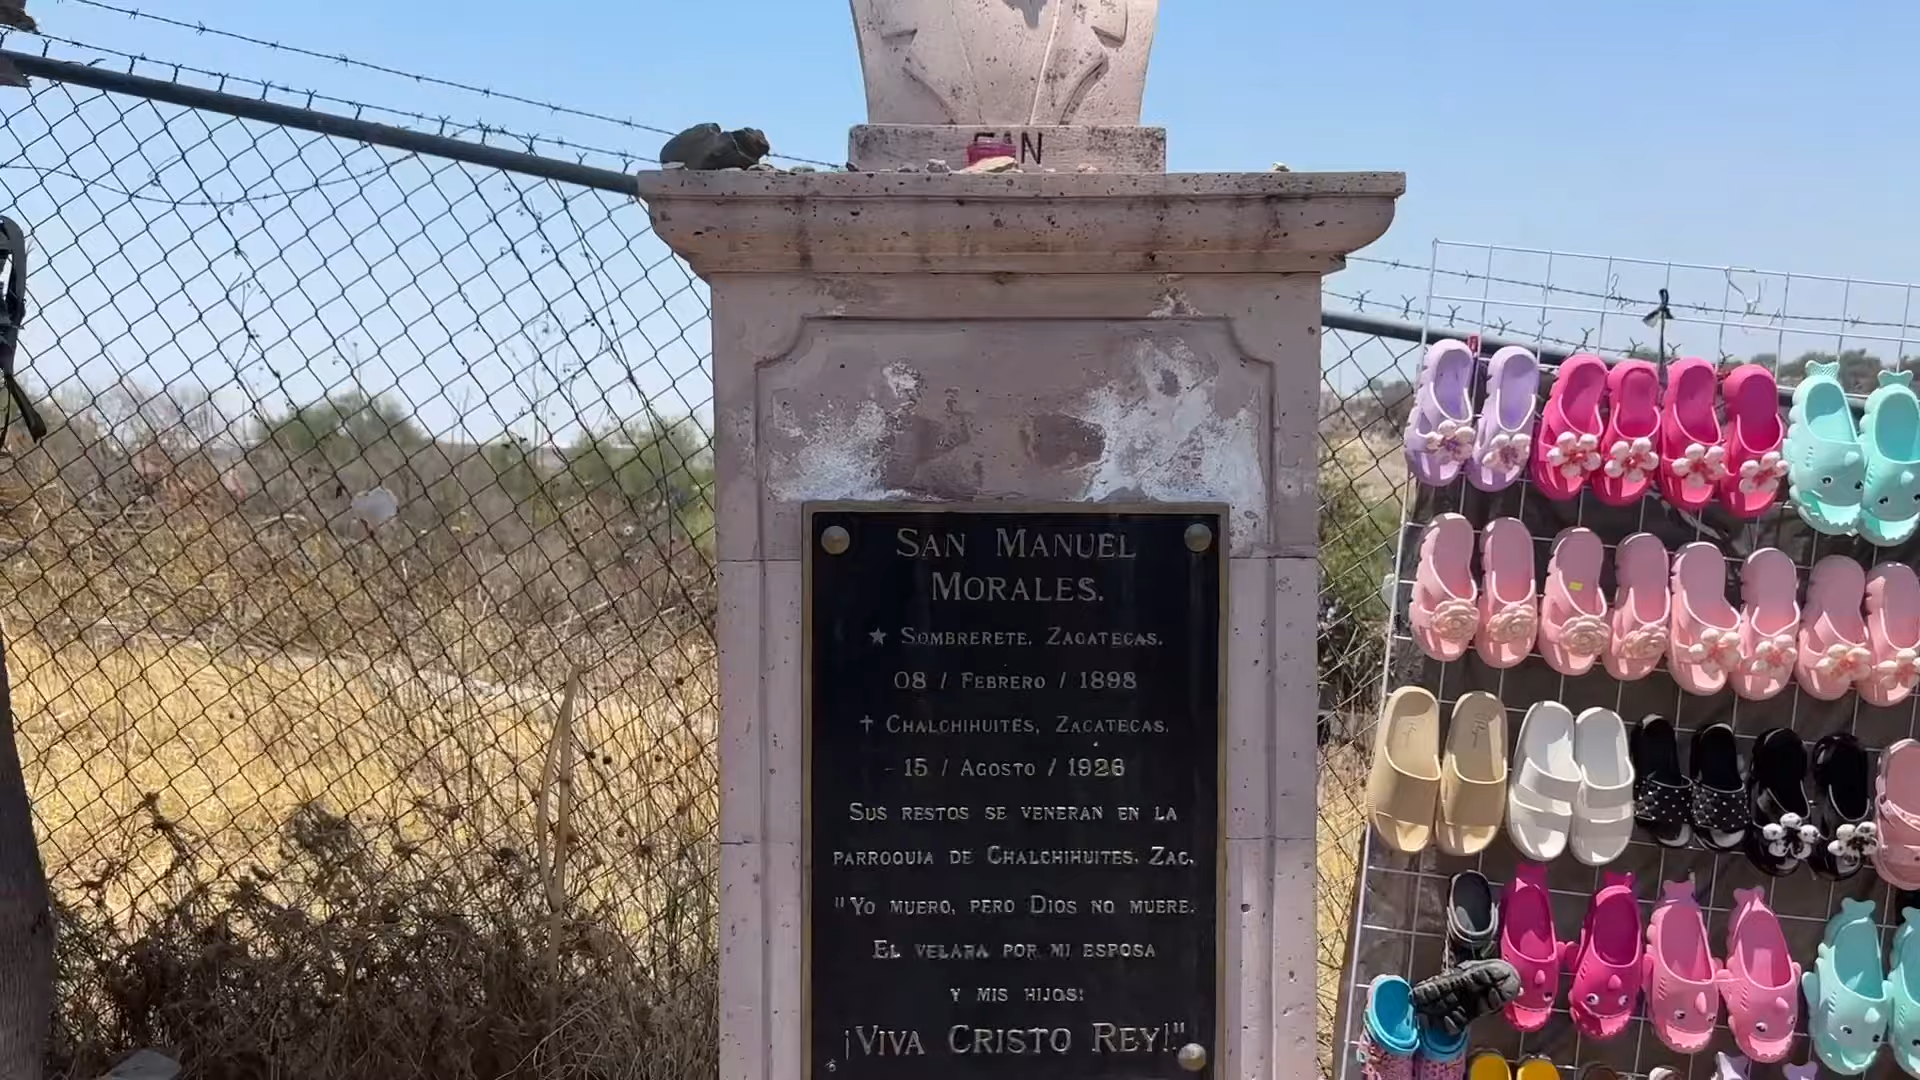 SAN
SAN MANUEL
MORALES.
★ SOMBRERETE, ZACATECAS.
08 / FEBRERO / 1898
† CHALCHIHUITES, ZACATECAS.
15 / AGOSTO / 1926
SUS RESTOS SE VENERAN EN LA
PARROQUIA DE CHALCHIHUITES, ZAC.
"YO MUERO, PERO DIOS NO MUERE.
EL VELARA POR MI ESPOSA
Y MIS HIJOS!
¡VIVA CRISTO REY!"
6